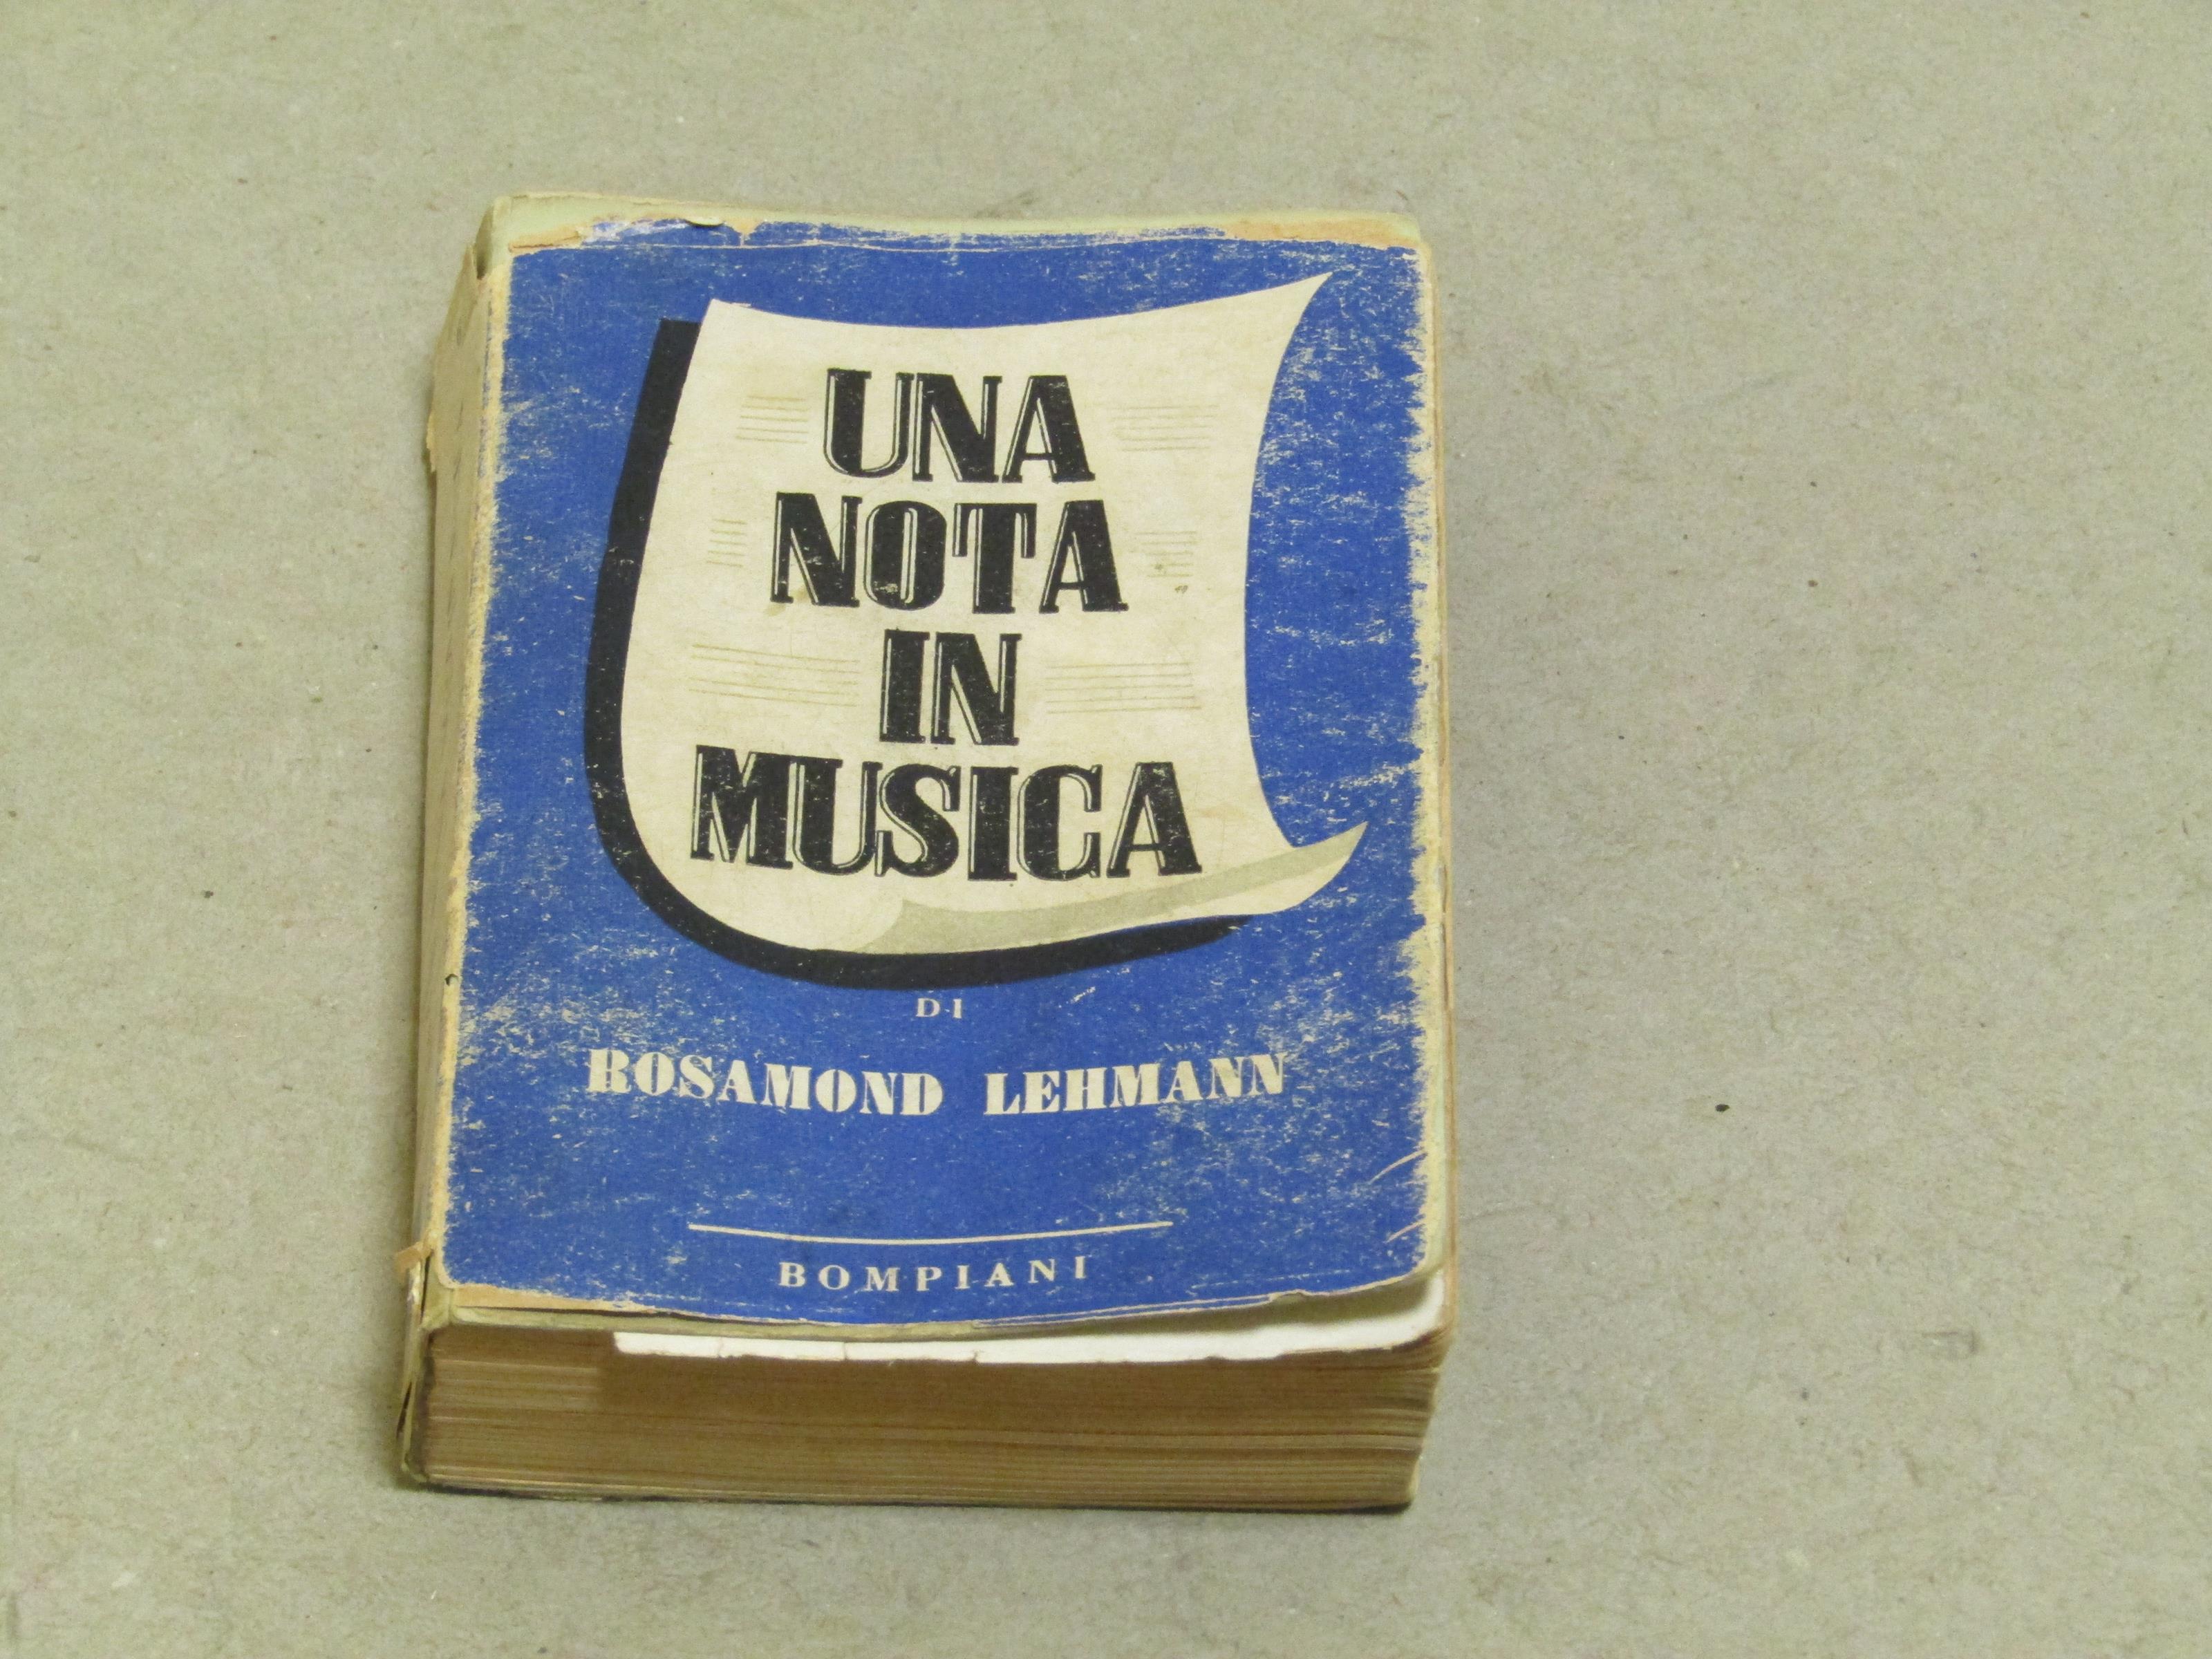 UNA
NOTA
IN
MUSICA
DI
ROSAMOND LEHMANN
BOMPIANI